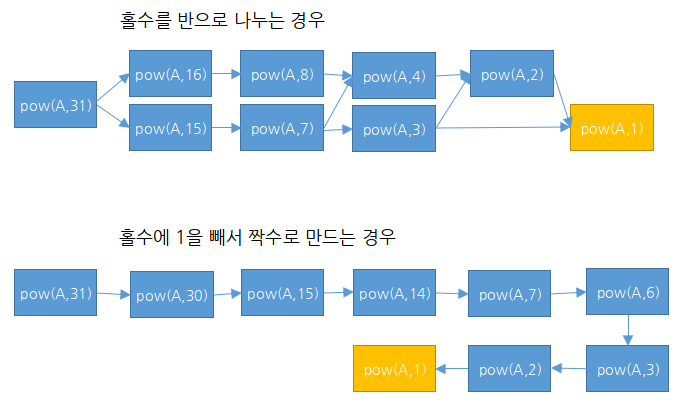 홀수를 반으로 나누는 경우
pow(A,31)
pow(A,16)
pow(A,8)
pow(A,4)
pow(A,2)
pow(A,15)
pow(A,7)
pow(A,3)
pow(A,1)
홀수에 1을 빼서 짝수로 만드는 경우
pow(A,31)
pow(A,30)
pow(A,15)
pow(A,14)
pow(A,7)
pow(A,6)
pow(A,1)
pow(A,2)
pow(A,3)